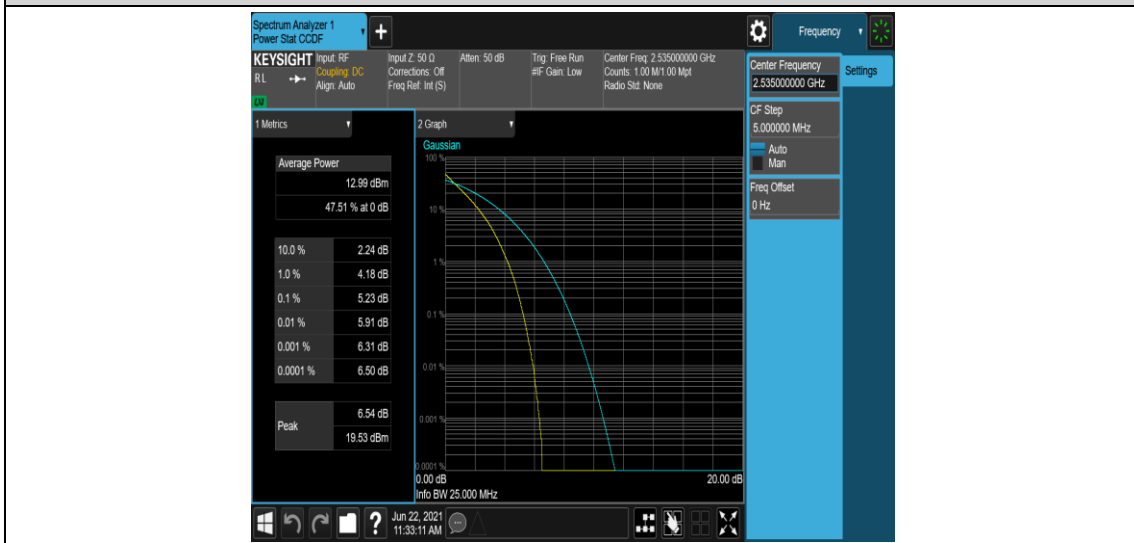 Spectrum Analyzer 1
Power Stat CCDF
Frequency
KEYSIGHT
RL
LXI
Input: RF
Coupling: DC
Align: Auto
Input Z: 50 Ω
Corrections: Off
Freq Ref: Int (S)
Atten: 50 dB
Trig: Free Run
#IF Gain: Low
Center Freq: 2.535000000 GHz
Counts: 1.00 M/1.00 Mpt
Radio Std: None
Center Frequency
2.535000000 GHz
Settings
CF Step
5.000000 MHz
Auto
Man
Freq Offset
0 Hz
1 Metrics
Average Power
12.99 dBm
47.51 % at 0 dB
10.0 % 2.24 dB
1.0 % 4.18 dB
0.1 % 5.23 dB
0.01 % 5.91 dB
0.001 % 6.31 dB
0.0001 % 6.50 dB
Peak
6.54 dB
19.53 dBm
2 Graph
Gaussian
100 %
10 %
1 %
0.1 %
0.01 %
0.001 %
0.0001 %
0.00 dB 20.00 dB
Info BW 25.000 MHz
?
Jun 22, 2021
11:33:11 AM